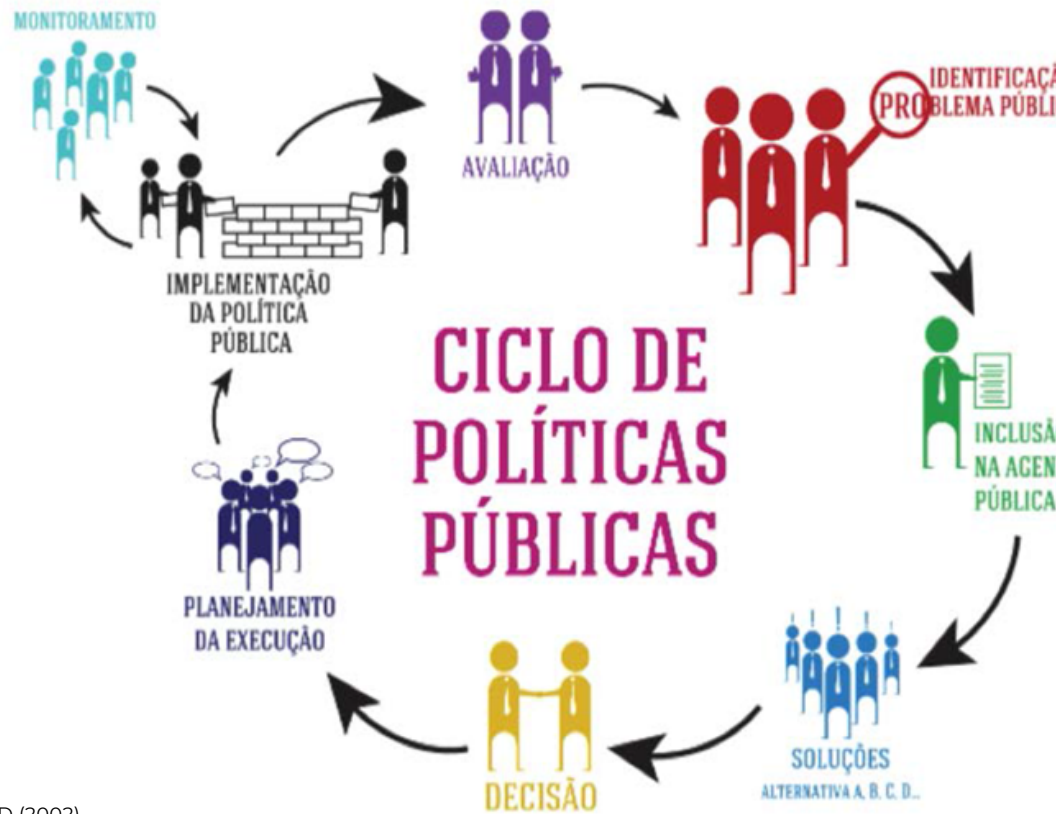 MONITORAMENTO
AVALIAÇÃO
IDENTIFICAÇÃ
PROBLEMA PÚBLI
IMPLEMENTAÇÃO
DA POLÍTICA
PÚBLICA
CICLO DE
POLÍTICAS
PÚBLICAS
INCLUSÃ
NA AGEN
PÚBLICA
PLANEJAMENTO
DA EXECUÇÃO
SOLUÇÕES
ALTERNATIVA A, B, C, D...
DECISÃO
(2002)